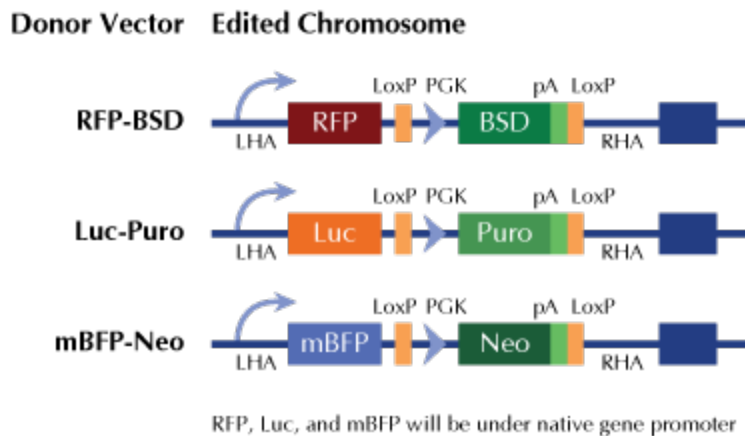 Donor Vector Edited Chromosome
LoxP PGK pA LoxP
RFP-BSD RFP BSD
LHA RHA
LoxP PGK pA LoxP
Luc-Puro Luc Puro
LHA RHA
LoxP PGK pA LoxP
mBFP-Neo mBFP Neo
LHA RHA
RFP, Luc, and mBFP will be under native gene promoter